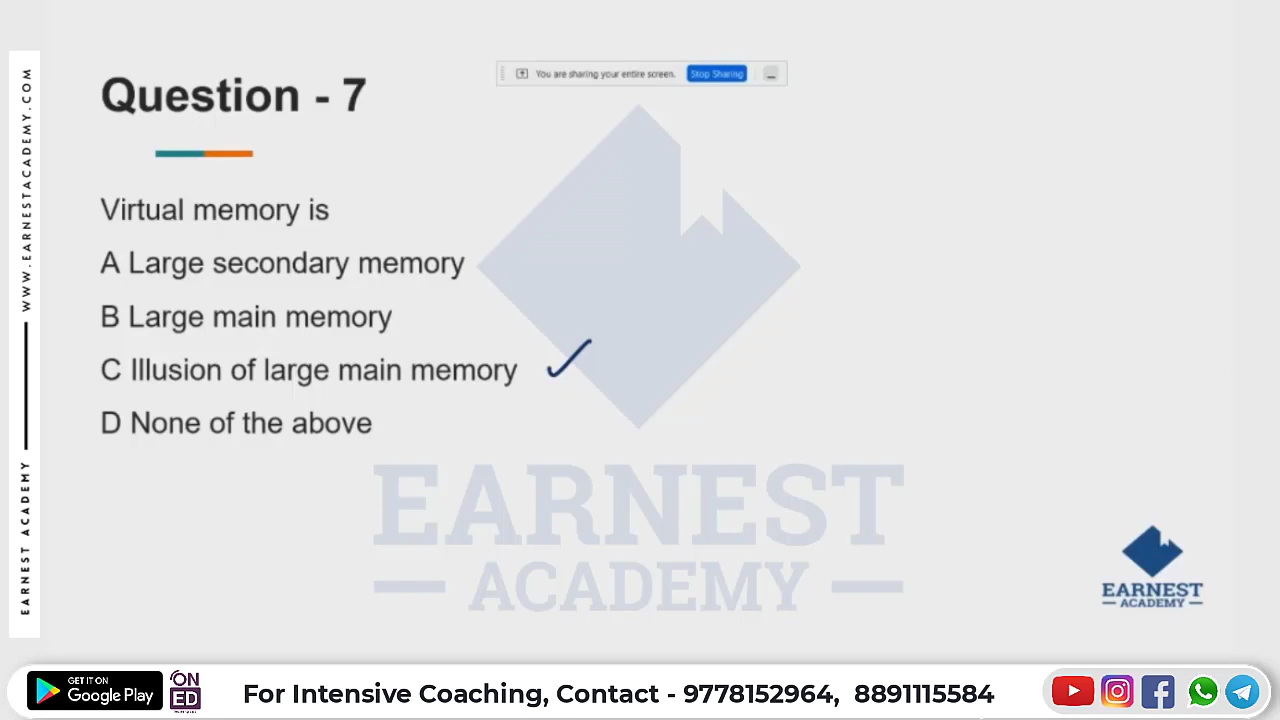 Question - 7
You are sharing your entire screen. Stop Sharing
Virtual memory is
A Large secondary memory
B Large main memory
C Illusion of large main memory
D None of the above
EARNEST
ACADEMY
EARNEST
ACADEMY
EARNEST ACADEMY
WWW.EARNESTACADEMY.COM
GET IT ON
Google Play
ON
ED
For Intensive Coaching, Contact - 9778152964, 8891115584